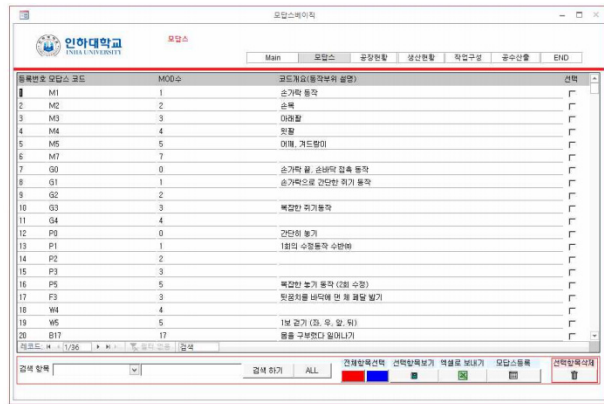 모답스베이직
인하대학교
INHA UNIVERSITY
모답스
Main 모답스 공장현황 생산현황 작업구성 공수산출 END
등록번호 모답스 코드 MOD수 코드개요(동작부위 설명) 선택
1 M1 1 손가락 동작
2 M2 2 손목
3 M3 3 아래팔
4 M4 4 윗팔
5 M5 5 어깨, 겨드랑이
6 M7 7
7 G0 0 손가락 끝, 손바닥 접촉 동작
8 G1 1 손가락으로 간단한 쥐기 동작
9 G2 2
10 G3 3 복잡한 쥐기동작
11 G4 4
12 P0 0 간단히 놓기
13 P1 1 1회의 수정동작 수반
14 P2 2
15 P3 3
16 P5 5 복잡한 놓기 동작 (2회 수정)
17 F3 3 뒷꿈치를 바닥에 댄 체 페달 밟기
18 W4 4
19 W5 5 1보 걷기 (좌, 우, 앞, 뒤)
20 B17 17 몸을 구부렸다 일어나기
레코드: 1/36 필터 없음 검색
검색 항목 검색 하기 ALL
전체항목선택 선택항목보기 엑셀로 보내기 모답스등록 선택항목삭제